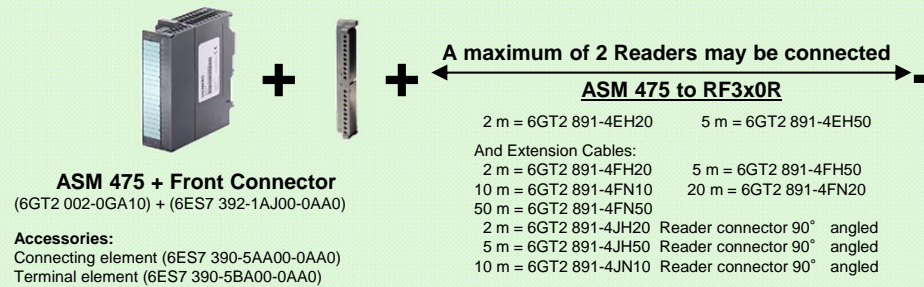 A maximum of 2 Readers may be connected
ASM 475 to RF3x0R
2 m = 6GT2 891-4EH20 5 m = 6GT2 891-4EH50
And Extension Cables:
2 m = 6GT2 891-4FH20 5 m = 6GT2 891-4FH50
10 m = 6GT2 891-4FN10 20 m = 6GT2 891-4FN20
50 m = 6GT2 891-4FN50
2 m = 6GT2 891-4JH20 Reader connector 90° angled
5 m = 6GT2 891-4JH50 Reader connector 90° angled
10 m = 6GT2 891-4JN10 Reader connector 90° angled
ASM 475 + Front Connector
(6GT2 002-0GA10) + (6ES7 392-1AJ00-0AA0)
Accessories:
Connecting element (6ES7 390-5AA00-0AA0)
Terminal element (6ES7 390-5BA00-0AA0)